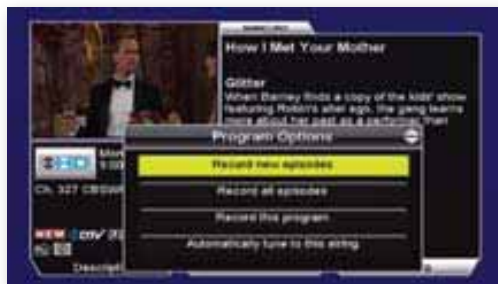 How I Met Your Mother
Glitter
When Barney finds a copy of the kids' show
featuring Robin's alter ego, the gang learns
more about her past as a performer than
Program Options
HD
Record new episodes
Ch. 327
Record all episodes
Record this program
NEW
Automatically tune to this airing